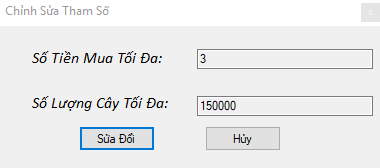 Chỉnh Sửa Tham Số
x
Số Tiền Mua Tối Đa: 3
Số Lượng Cây Tối Đa: 150000
Sửa Đổi Hủy